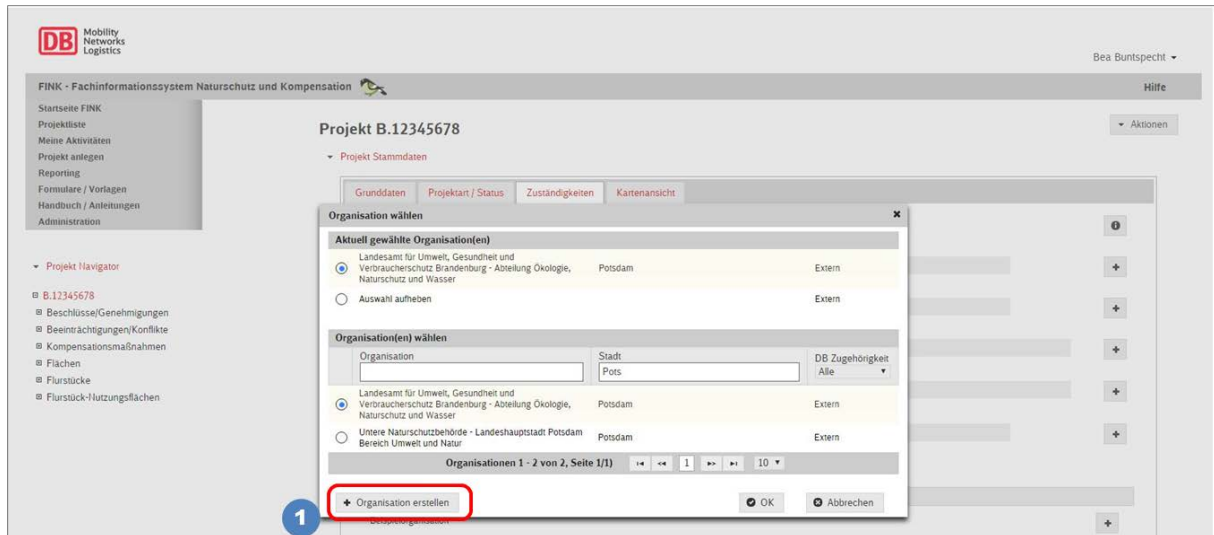 DB
Mobility
Networks
Logistics
Bea Buntspecht
FINK - Fachinformationssystem Naturschutz und Kompensation
Hilfe
Startseite FINK
Projektliste
Meine Aktivitäten
Projekt anlegen
Reporting
Formulare / Vorlagen
Handbuch / Anleitungen
Administration
Projekt Navigator
B.12345678
Beschlüsse/Genehmigungen
Beeinträchtigungen/Konflikte
Kompensationsmaßnahmen
Flächen
Flurstücke
Flurstück-Nutzungsflächen
Projekt B.12345678
Aktionen
Projekt Stammdaten
Grunddaten Projektart / Status Zuständigkeiten Kartenansicht
Organisation wählen
Aktuell gewählte Organisation(en)
Landesamt für Umwelt, Gesundheit und
Verbraucherschutz Brandenburg - Abteilung Ökologie, Potsdam Extern
Naturschutz und Wasser
Auswahl aufheben Extern
Organisation(en) wählen
Organisation Stadt DB Zugehörigkeit
Pots Alle
Landesamt für Umwelt, Gesundheit und
Verbraucherschutz Brandenburg - Abteilung Ökologie, Potsdam Extern
Naturschutz und Wasser
Untere Naturschutzbehörde - Landeshauptstadt Potsdam Potsdam Extern
Bereich Umwelt und Natur
Organisationen 1 - 2 von 2, Seite 1/1) 1 10
+ Organisation erstellen OK Abbrechen
1
Beispielorganisation